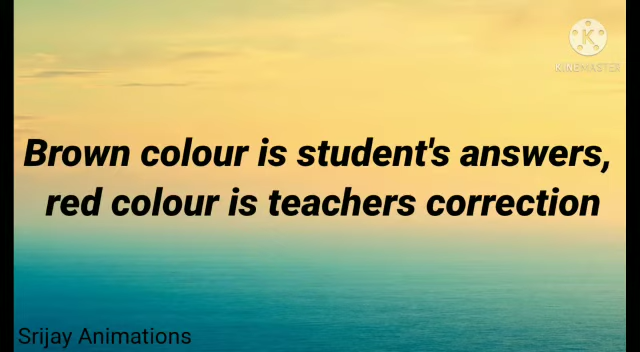 KINEMASTER
Brown colour is student's answers,
red colour is teachers correction
Srijay Animations